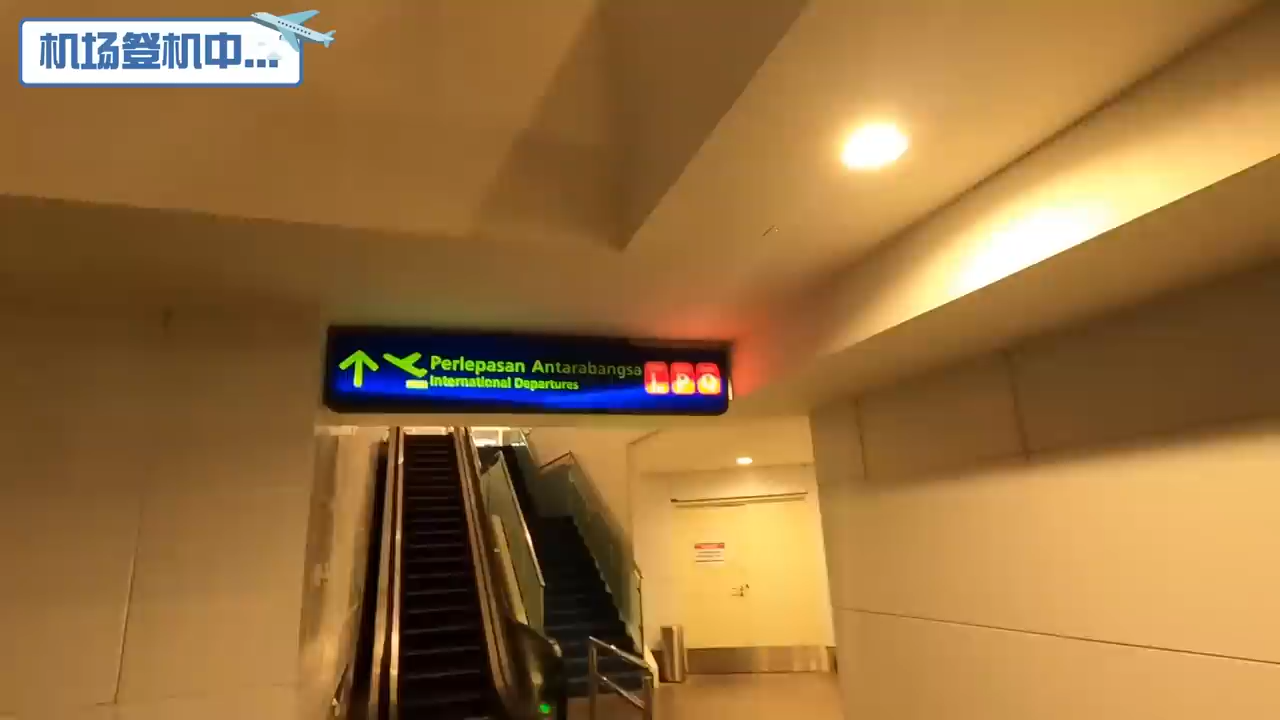 机场登机中...
Perlepasan Antarabangsa
International Departures
L P Q